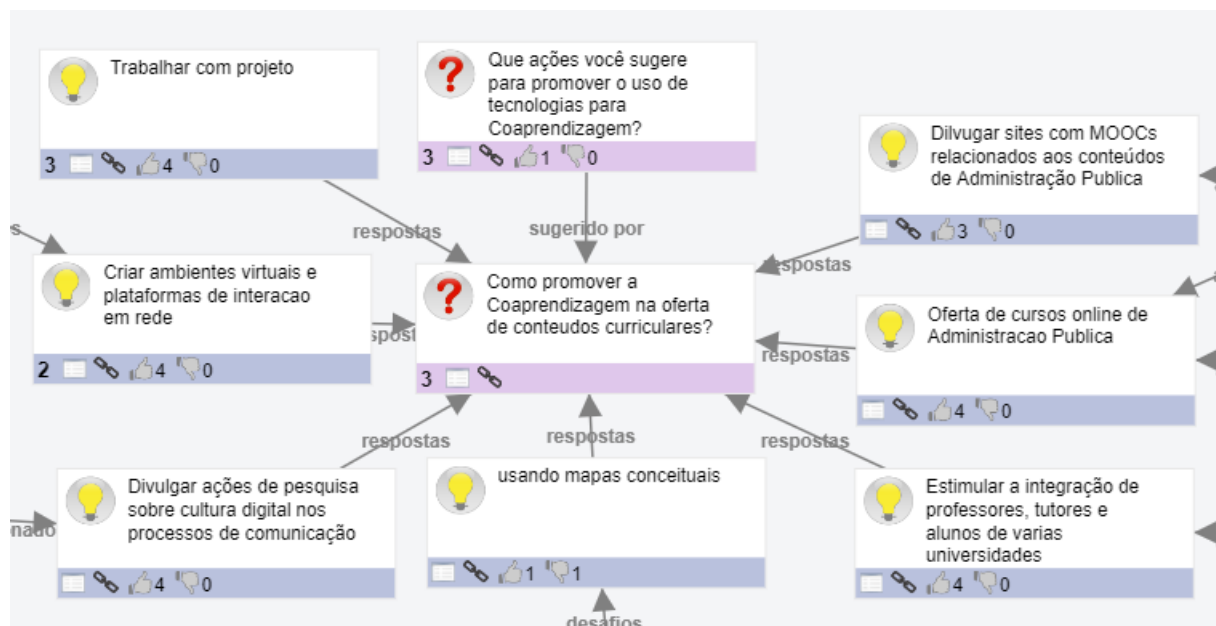 Trabalhar com projeto
3 4 0
Que ações você sugere
para promover o uso de
tecnologias para
Coaprendizagem?
3 1 0
Dilvugar sites com MOOCs
relacionados aos conteúdos
de Administração Publica
3 0
respostas
sugerido por
respostas
s
Criar ambientes virtuais e
plataformas de interacao
em rede
2 4 0
spost
Como promover a
Coaprendizagem na oferta
de conteudos curriculares?
3
Oferta de cursos online de
Administracao Publica
4 0
respostas
respostas
respostas
respostas
onado
Divulgar ações de pesquisa
sobre cultura digital nos
processos de comunicação
4 0
usando mapas conceituais
1 1
Estimular a integração de
professores, tutores e
alunos de varias
universidades
4 0
desafios